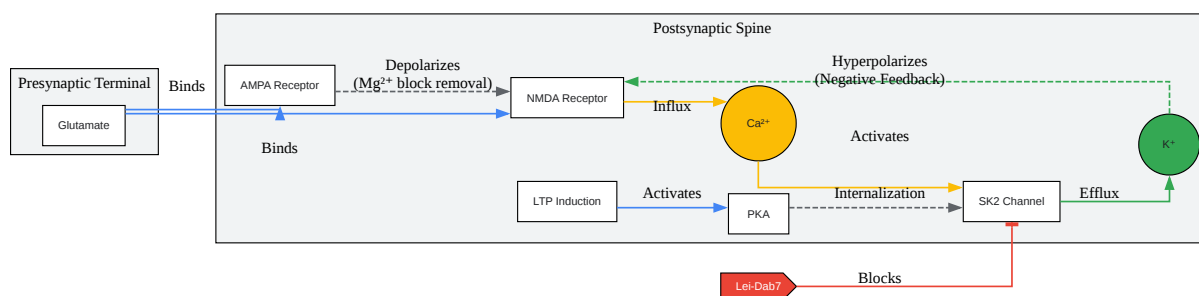 Postsynaptic Spine
Presynaptic Terminal
Glutamate
Binds
Binds
AMPA Receptor
Depolarizes
(Mg²⁺ block removal)
NMDA Receptor
Influx
Ca²⁺
Hyperpolarizes
(Negative Feedback)
Activates
K⁺
LTP Induction
Activates
PKA
Internalization
SK2 Channel
Efflux
Lei-Dab7
Blocks